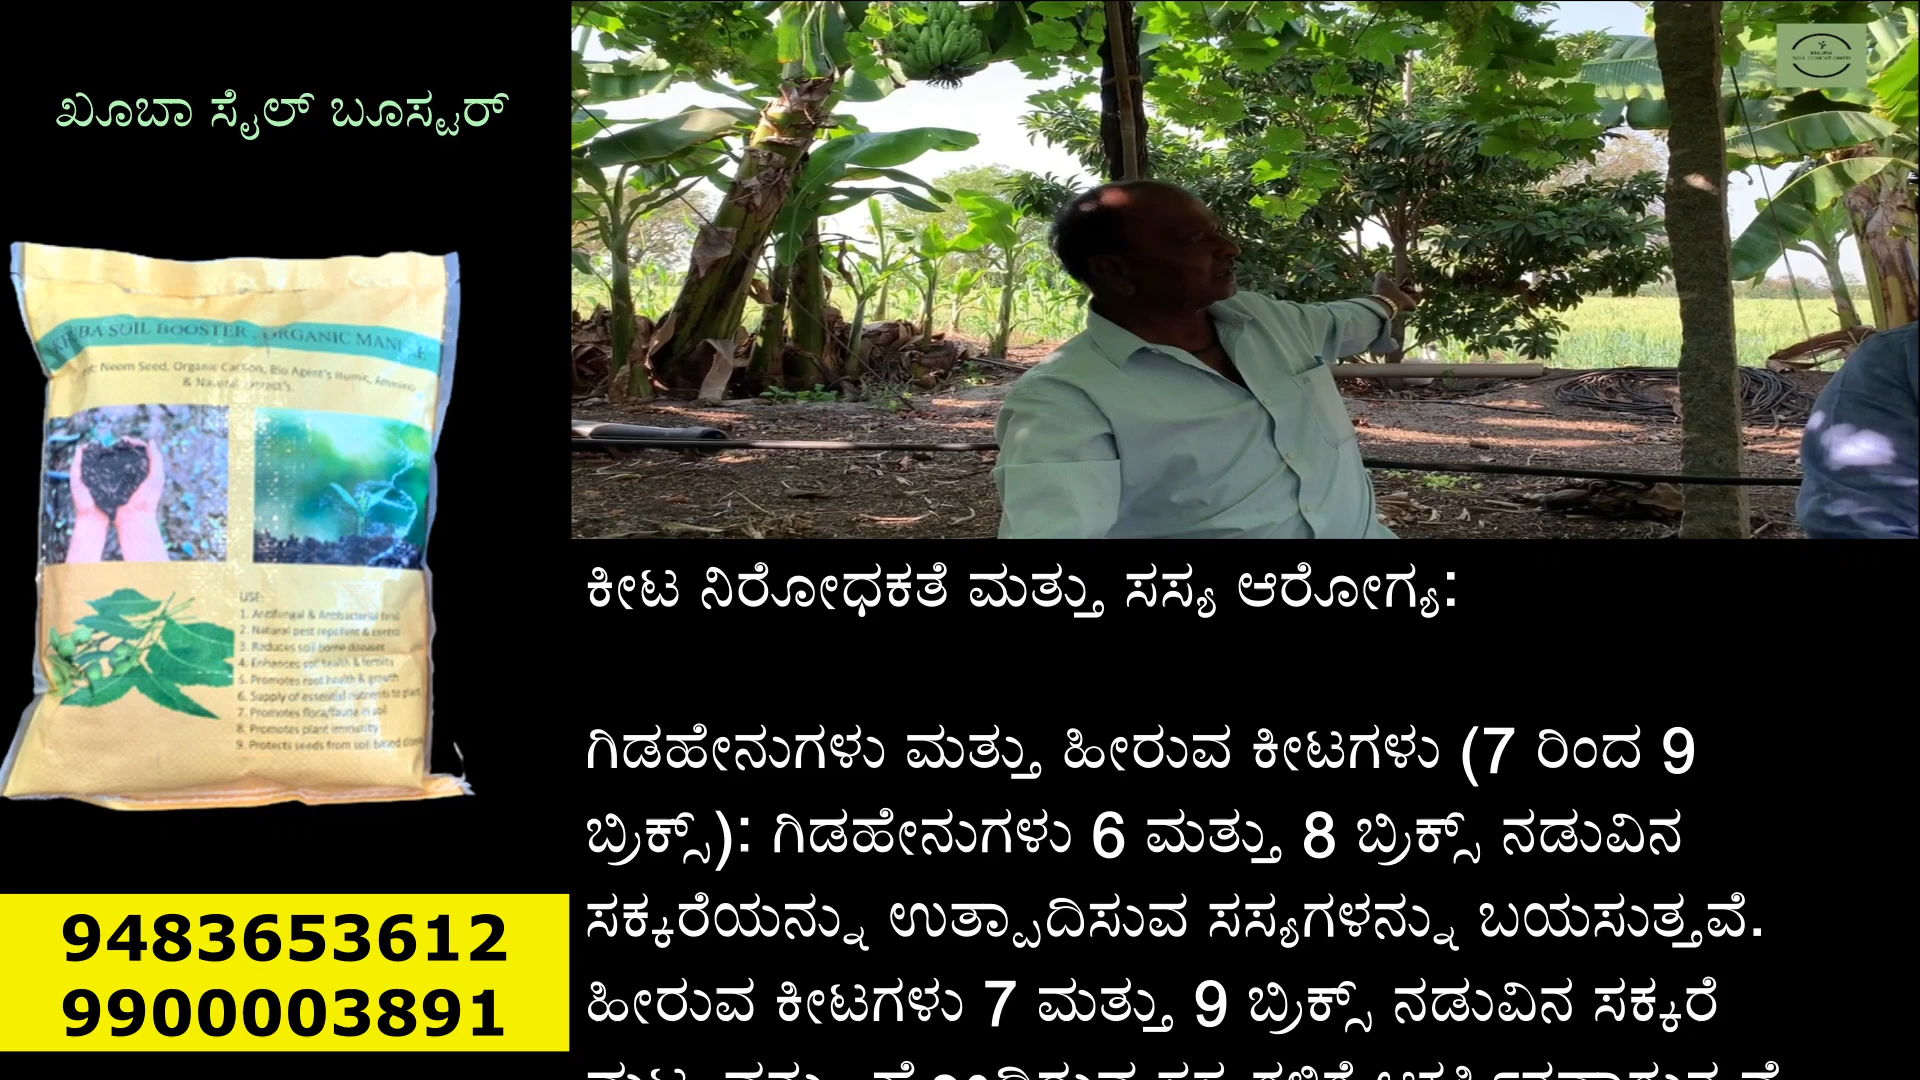 ಖೂಬಾ ಸೈಲ್ ಬೂಸ್ಟರ್
SOIL BOOSTER ORGANIC
Neem Seed, Organic Carbon, Bio Agent's Humic, Ammino
& Natural
USE:
1. Antifungal & Antibacterial
2. Natural pest repellent & control
3. Reduces soil borne diseases
4. Enhances soil health & fertility
5. Promotes root health & growth
6. Supply of essential nutrients to plant
7. Promotes flora/fauna in soil
8. Promotes plant immunity
9. Protects seeds from soil based
9483653612
9900003891
ಕೀಟ ನಿರೋಧಕತೆ ಮತ್ತು ಸಸ್ಯ ಆರೋಗ್ಯ:
ಗಿಡಹೇನುಗಳು ಮತ್ತು ಹೀರುವ ಕೀಟಗಳು (7 ರಿಂದ 9
ಬ್ರಿಕ್ಸ್): ಗಿಡಹೇನುಗಳು 6 ಮತ್ತು 8 ಬ್ರಿಕ್ಸ್ ನಡುವಿನ
ಸಕ್ಕರೆಯನ್ನು ಉತ್ಪಾದಿಸುವ ಸಸ್ಯಗಳನ್ನು ಬಯಸುತ್ತವೆ.
ಹೀರುವ ಕೀಟಗಳು 7 ಮತ್ತು 9 ಬ್ರಿಕ್ಸ್ ನಡುವಿನ ಸಕ್ಕರೆ